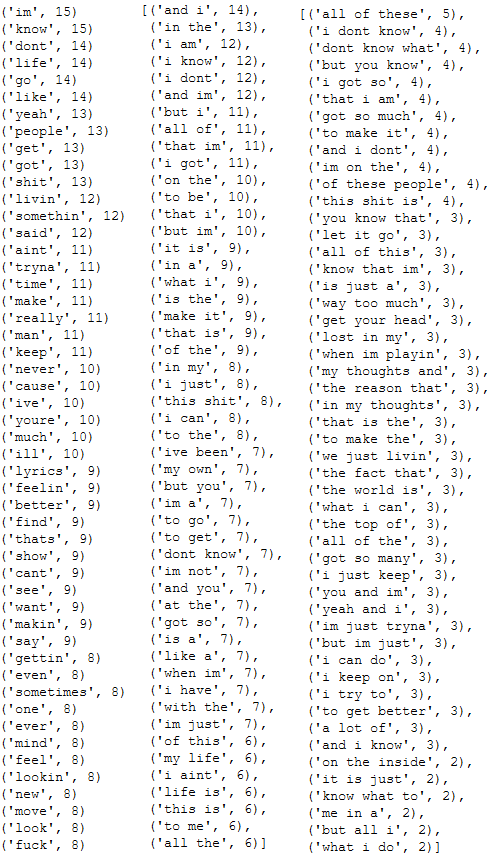 ('im', 15)
('know', 15)
('dont', 14)
('life', 14)
('go', 14)
('like', 14)
('yeah', 13)
('people', 13)
('get', 13)
('got', 13)
('shit', 13)
('livin', 12)
('somethin', 12)
('said', 12)
('aint', 11)
('tryna', 11)
('time', 11)
('make', 11)
('really', 11)
('man', 11)
('keep', 11)
('never', 10)
('cause', 10)
('ive', 10)
('youre', 10)
('much', 10)
('ill', 10)
('lyrics', 9)
('feelin', 9)
('better', 9)
('find', 9)
('thats', 9)
('show', 9)
('cant', 9)
('see', 9)
('want', 9)
('makin', 9)
('say', 9)
('gettin', 8)
('even', 8)
('sometimes', 8)
('one', 8)
('ever', 8)
('mind', 8)
('feel', 8)
('lookin', 8)
('new', 8)
('move', 8)
('look', 8)
('fuck', 8)
[('and i', 14),
('in the', 13),
('i am', 12),
('i know', 12),
('i dont', 12),
('and im', 12),
('but i', 11),
('all of', 11),
('that im', 11),
('i got', 11),
('on the', 10),
('to be', 10),
('that i', 10),
('but im', 10),
('it is', 9),
('in a', 9),
('what i', 9),
('is the', 9),
('make it', 9),
('that is', 9),
('of the', 9),
('in my', 8),
('i just', 8),
('this shit', 8),
('i can', 8),
('to the', 8),
('ive been', 7),
('my own', 7),
('but you', 7),
('im a', 7),
('to go', 7),
('to get', 7),
('dont know', 7),
('im not', 7),
('and you', 7),
('at the', 7),
('got so', 7),
('is a', 7),
('like a', 7),
('when im', 7),
('i have', 7),
('with the', 7),
('im just', 7),
('of this', 6),
('my life', 6),
('i aint', 6),
('life is', 6),
('this is', 6),
('to me', 6),
('all the', 6)]
[('all of these', 5),
('i dont know', 4),
('dont know what', 4),
('but you know', 4),
('i got so', 4),
('that i am', 4),
('got so much', 4),
('to make it', 4),
('and i dont', 4),
('im on the', 4),
('of these people', 4),
('this shit is', 4),
('you know that', 3),
('let it go', 3),
('all of this', 3),
('know that im', 3),
('is just a', 3),
('way too much', 3),
('get your head', 3),
('lost in my', 3),
('when im playin', 3),
('my thoughts and', 3),
('the reason that', 3),
('in my thoughts', 3),
('that is the', 3),
('to make the', 3),
('we just livin', 3),
('the fact that', 3),
('the world is', 3),
('what i can', 3),
('the top of', 3),
('all of the', 3),
('got so many', 3),
('i just keep', 3),
('you and im', 3),
('yeah and i', 3),
('im just tryna', 3),
('but im just', 3),
('i can do', 3),
('i keep on', 3),
('i try to', 3),
('to get better', 3),
('a lot of', 3),
('and i know', 3),
('on the inside', 2),
('it is just', 2),
('know what to', 2),
('me in a', 2),
('but all i', 2),
('what i do', 2)]